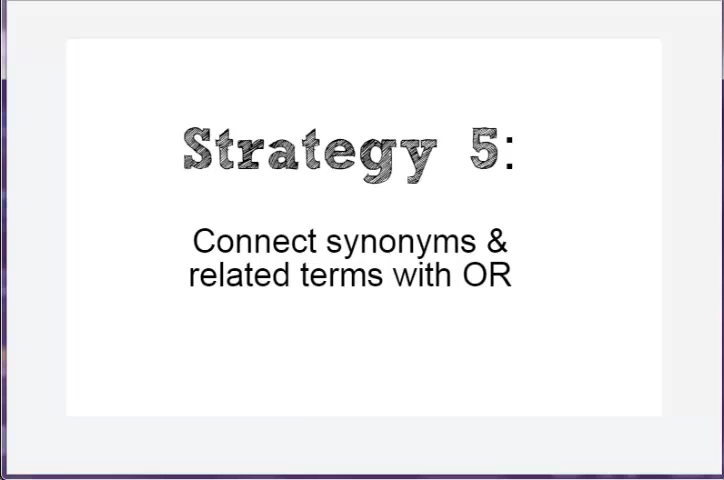 Strategy 5:
Connect synonyms &
related terms with OR